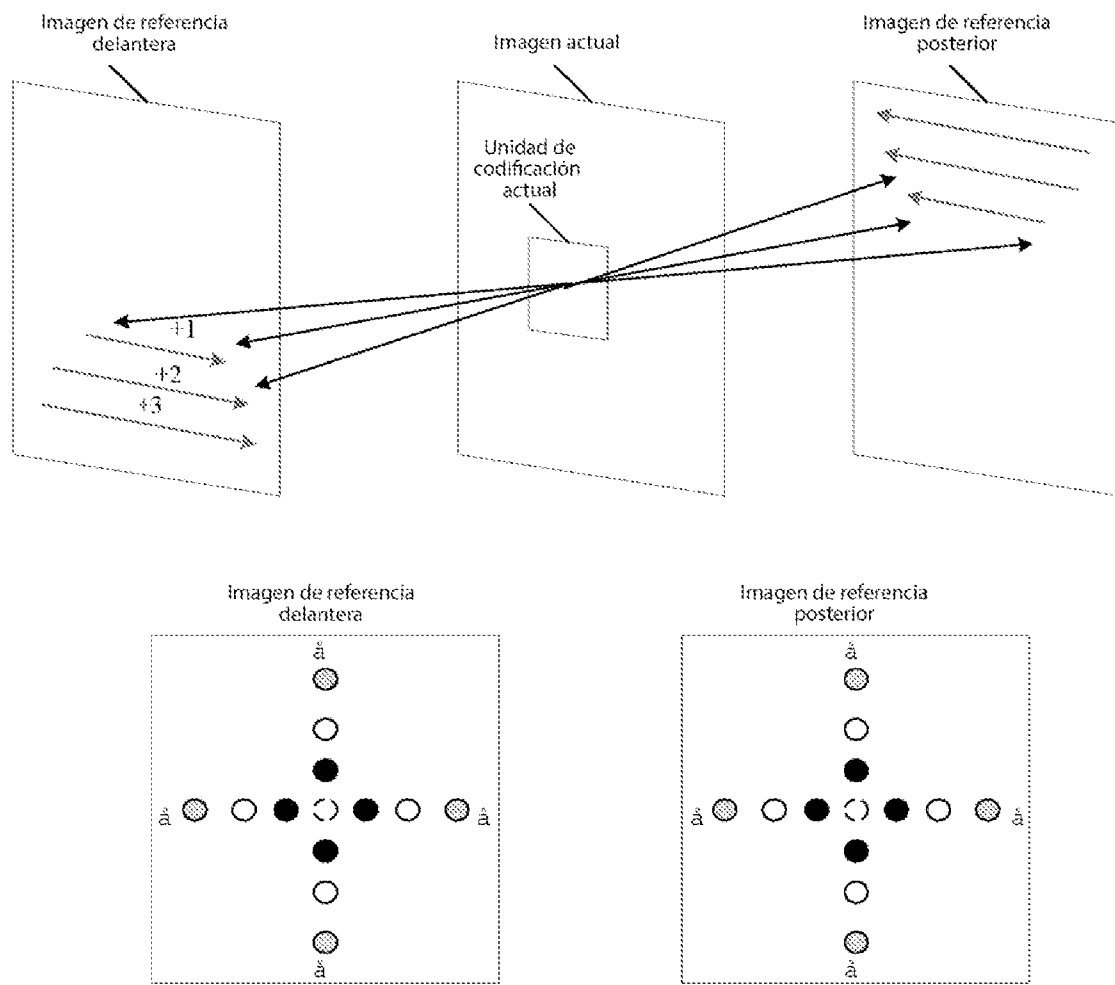 Imagen de referencia
delantera
Imagen actual
Imagen de referencia
posterior
Unidad de
codificación
actual
+1
+2
+3
Imagen de referencia
delantera
Imagen de referencia
posterior